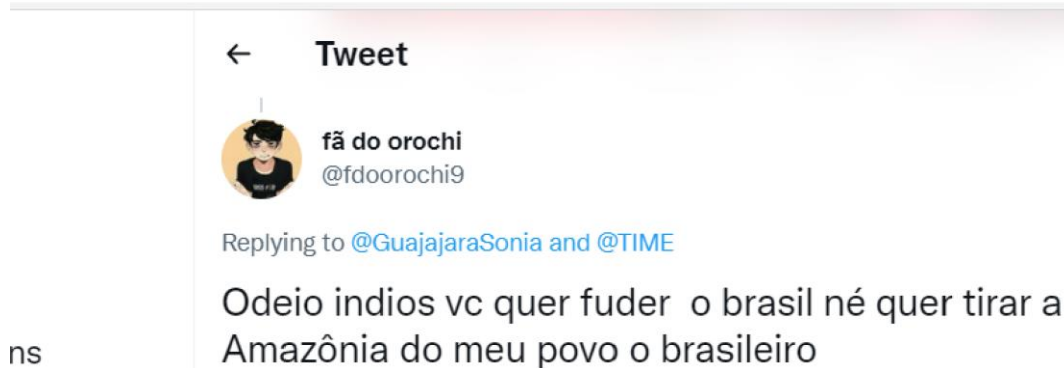 ← Tweet
fã do orochi
@fdoorochi9
Replying to @GuajajaraSonia and @TIME
Odeio indios vc quer fuder o brasil né quer tirar a
ns
Amazônia do meu povo o brasileiro